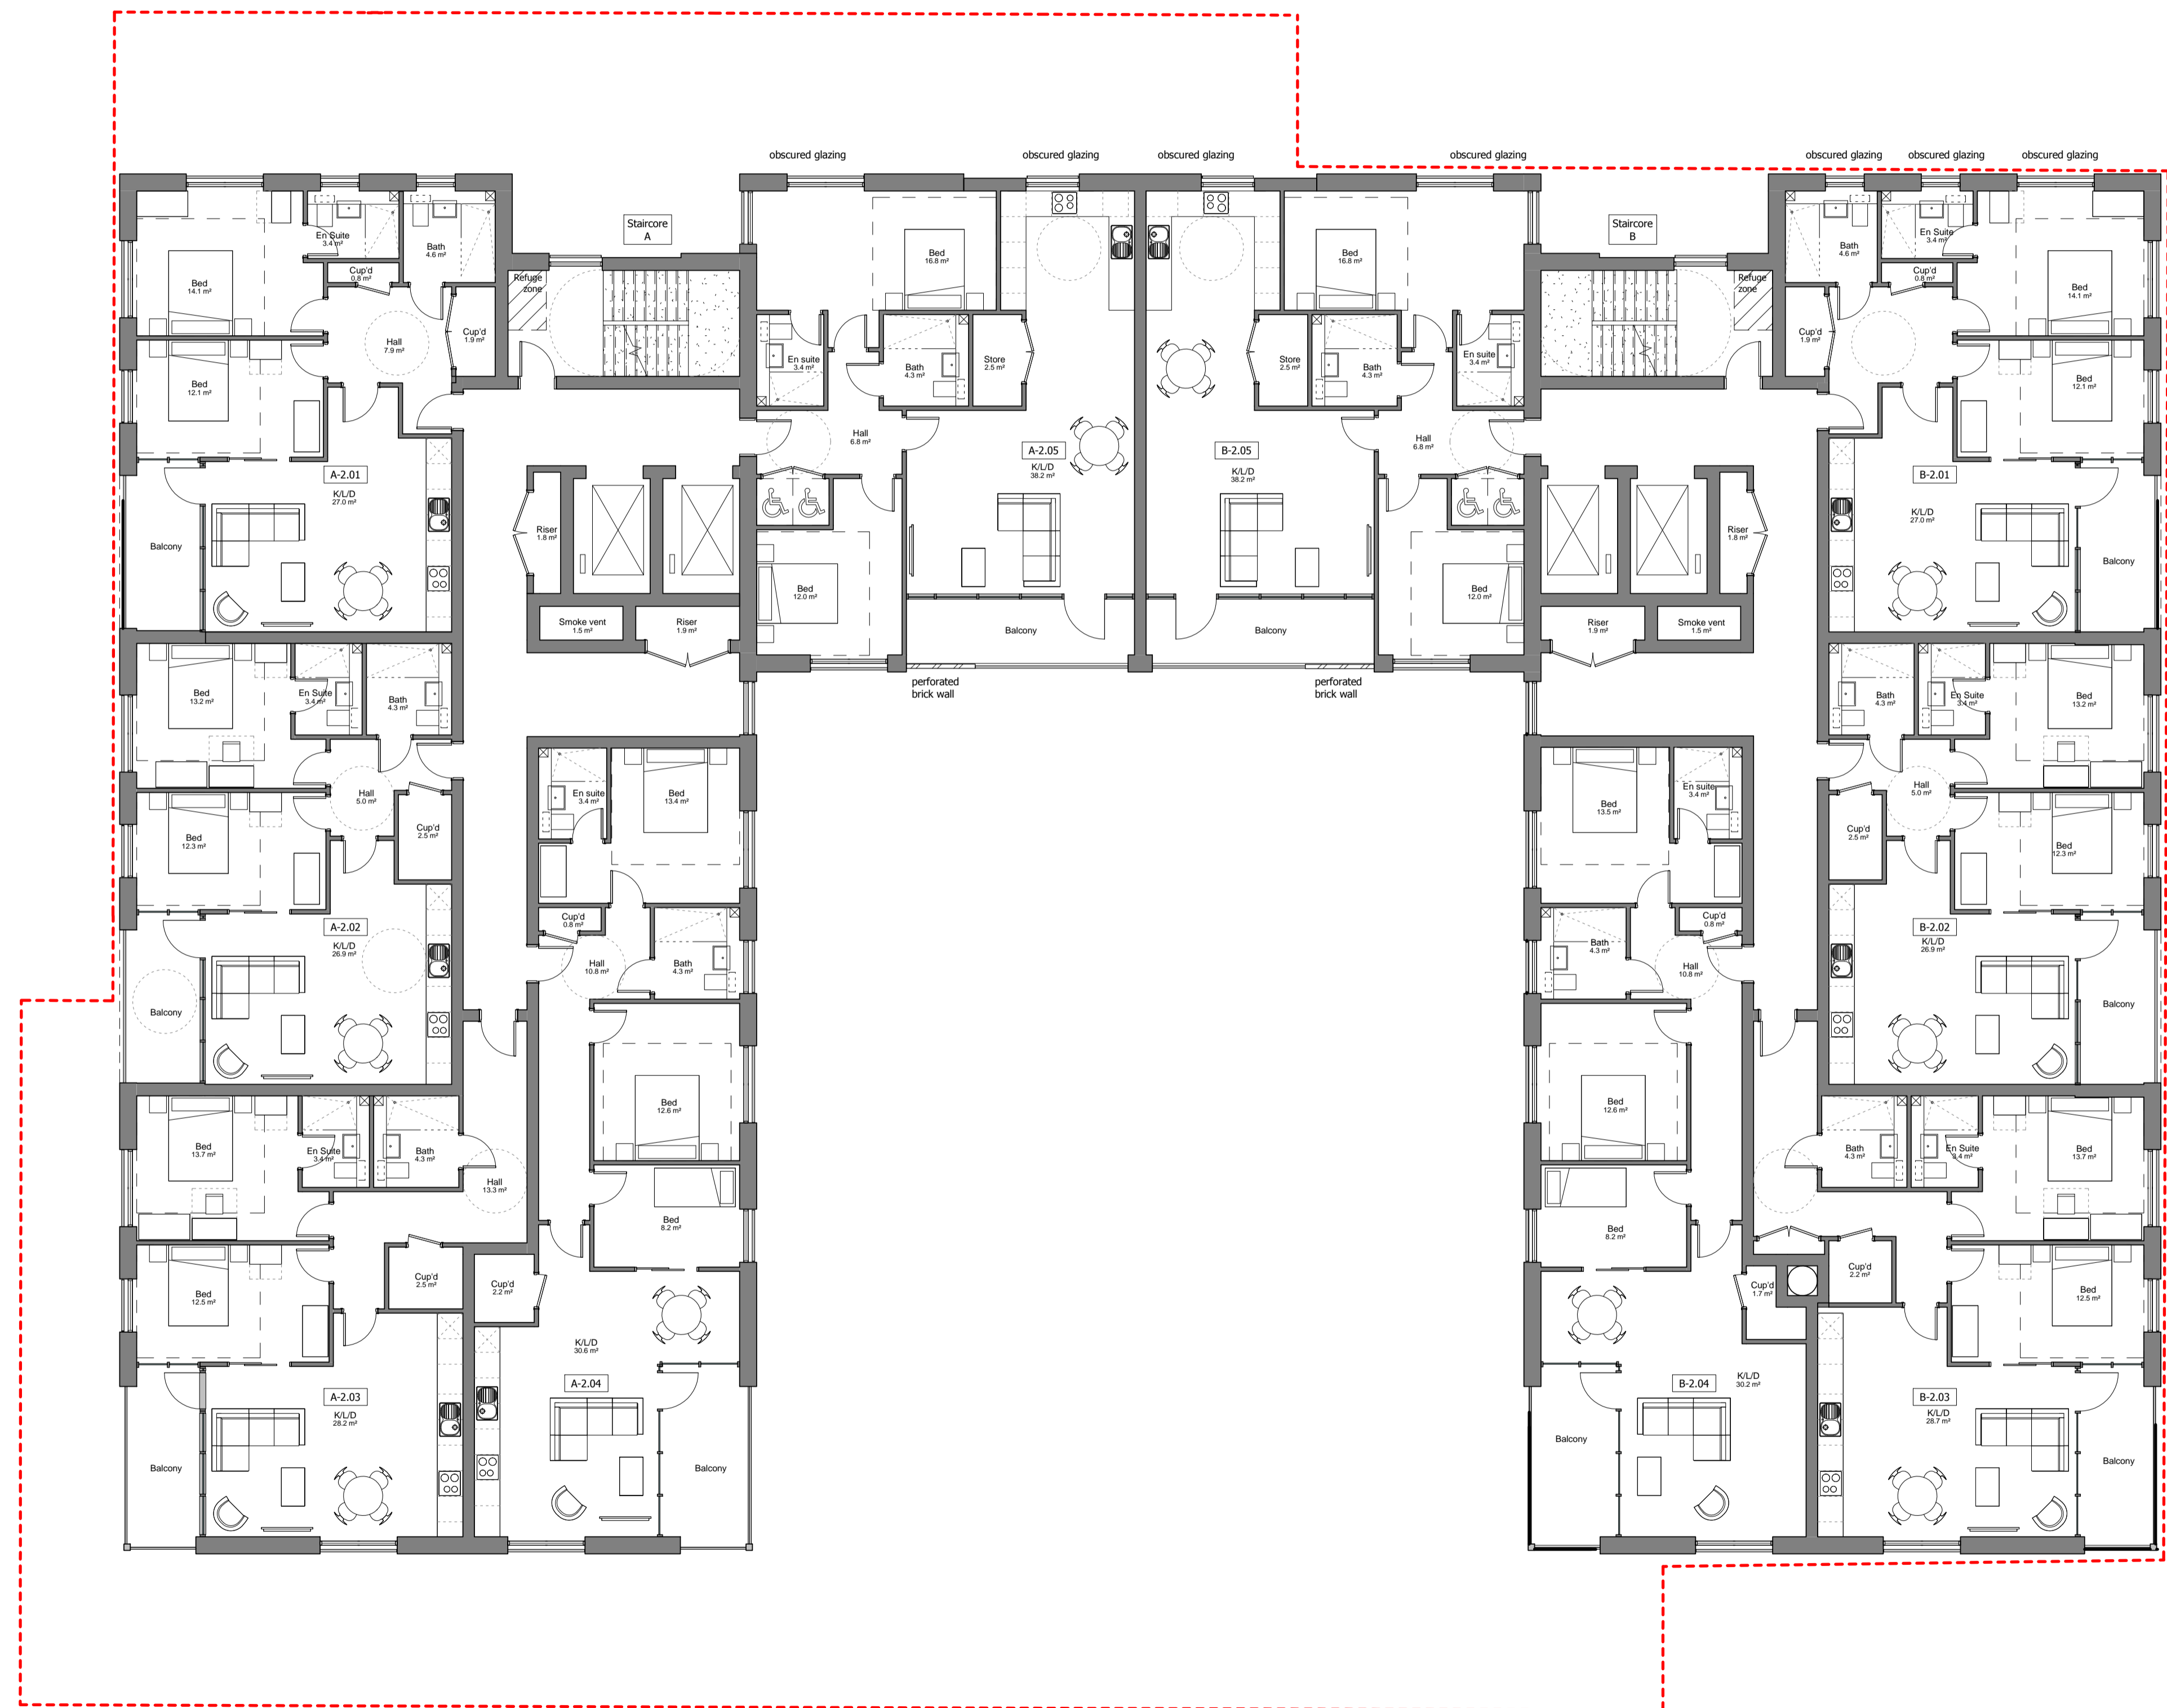 obscured glazing
obscured glazing
obscured glazing
obscured glazing
obscured glazing
obscured glazing
obscured glazing
Staircore
A
Staircore
B
En Suite
3.4 m²
Bath
4.6 m²
Cup'd
0.8 m²
Bed
14.1 m²
Refuge
zone
Cup'd
1.9 m²
Hall
7.9 m²
Bed
12.1 m²
A-2.01
K/L/D
27.0 m²
Balcony
Bed
16.8 m²
En suite
3.4 m²
Bath
4.3 m²
Store
2.5 m²
Hall
6.8 m²
A-2.05
K/L/D
38.2 m²
Riser
1.8 m²
Smoke vent
1.5 m²
Riser
1.9 m²
Bed
12.0 m²
Balcony
perforated
brick wall
Bed
16.8 m²
Store
2.5 m²
Bath
4.3 m²
En suite
3.4 m²
Hall
6.8 m²
B-2.05
K/L/D
38.2 m²
Bed
12.0 m²
Balcony
perforated
brick wall
Refuge
zone
Riser
1.8 m²
Riser
1.9 m²
Smoke vent
1.5 m²
Bath
4.6 m²
En Suite
3.4 m²
Cup'd
0.8 m²
Bed
14.1 m²
Cup'd
1.9 m²
Bed
12.1 m²
B-2.01
K/L/D
27.0 m²
Balcony
Bed
13.2 m²
En Suite
3.4 m²
Bath
4.3 m²
Hall
5.0 m²
Cup'd
2.5 m²
Bed
12.3 m²
A-2.02
K/L/D
26.9 m²
Balcony
En suite
3.4 m²
Bed
13.4 m²
Cup'd
0.8 m²
Hall
10.8 m²
Bath
4.3 m²
Bed
12.6 m²
Bed
8.2 m²
Cup'd
2.2 m²
K/L/D
30.6 m²
A-2.04
Balcony
Bed
13.7 m²
En Suite
3.4 m²
Bath
4.3 m²
Hall
13.3 m²
Cup'd
2.5 m²
Bed
12.5 m²
A-2.03
K/L/D
28.2 m²
Balcony
Bed
13.5 m²
En suite
3.4 m²
Cup'd
0.8 m²
Bath
4.3 m²
Hall
10.8 m²
Bed
12.6 m²
Bed
8.2 m²
Cup'd
1.7 m²
B-2.04
K/L/D
30.2 m²
Balcony
Bath
4.3 m²
En Suite
3.4 m²
Bed
13.2 m²
Hall
5.0 m²
Cup'd
2.5 m²
Bed
12.3 m²
B-2.02
K/L/D
26.9 m²
Balcony
Bath
4.3 m²
En Suite
3.4 m²
Bed
13.7 m²
Cup'd
2.2 m²
Bed
12.5 m²
B-2.03
K/L/D
28.7 m²
Balcony